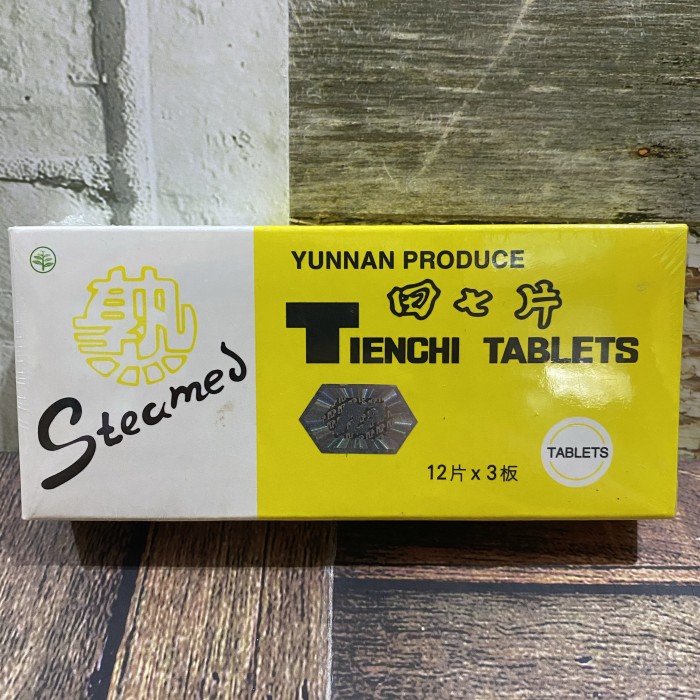 熟
Steamed
YUNNAN PRODUCE
田七片
TIENCHI TABLETS
12片 x 3板
TABLETS